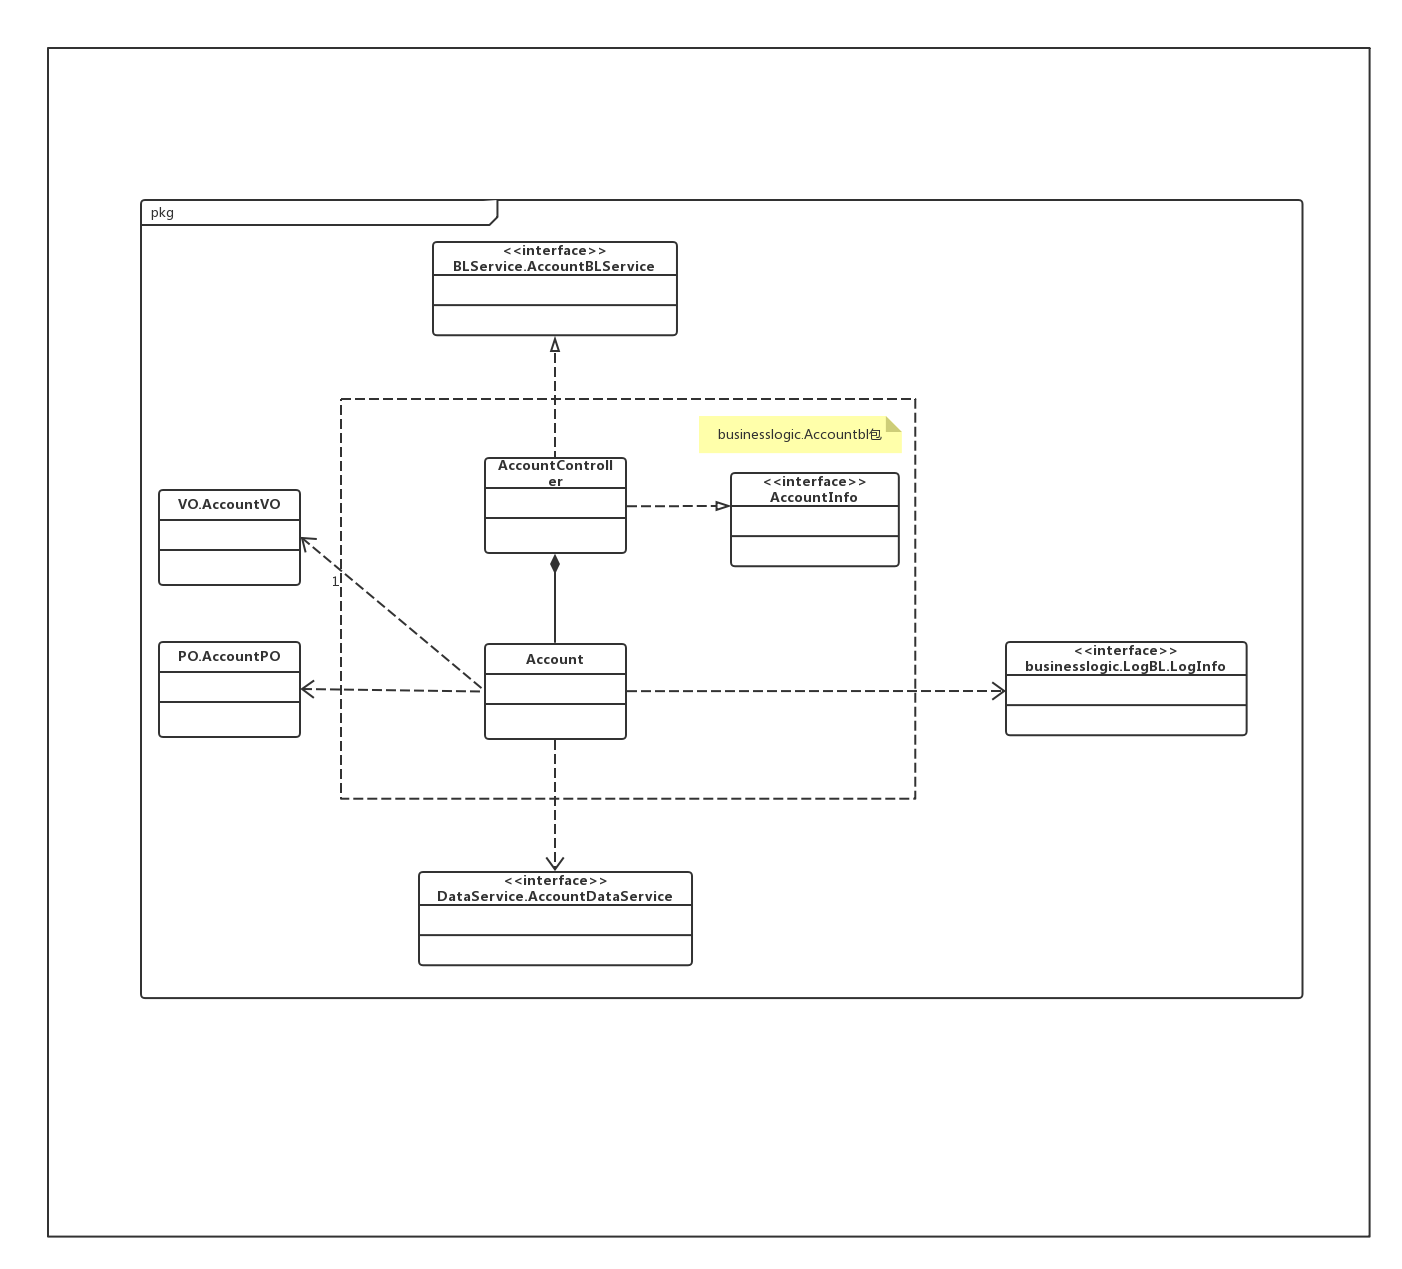 pkg
<<interface>>
BLService.AccountBLService
businesslogic.Accountbl包
AccountControll
er
<<interface>>
AccountInfo
VO.AccountVO
1
PO.AccountPO
Account
<<interface>>
businesslogic.LogBL.LogInfo
<<interface>>
DataService.AccountDataService